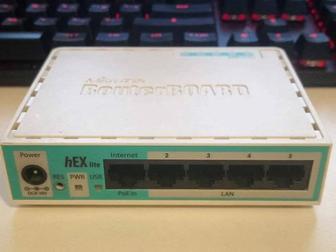 MikroTik
RouterBOARD
Power
hEX lite
Internet
2
3
4
5
RES
PWR
USR
PoE in
LAN